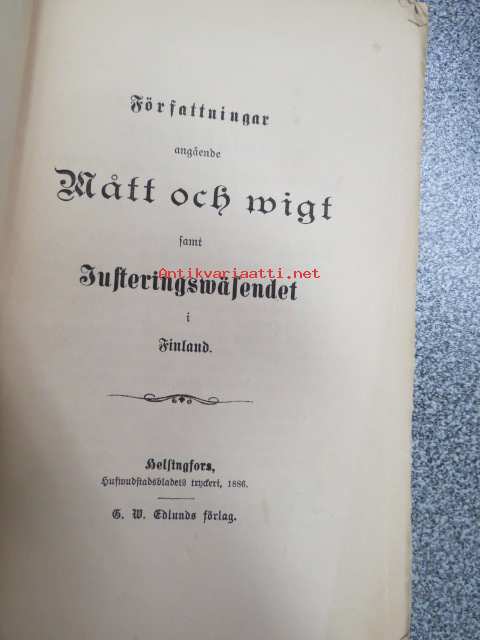 Författningar
angående
Mått och wigt
samt
Antikvariaatti.net
Justeringswäsendet
i
Finland.
Helsingfors,
Hufwudstadsbladets tryckeri, 1886.
G. W. Edlunds förlag.